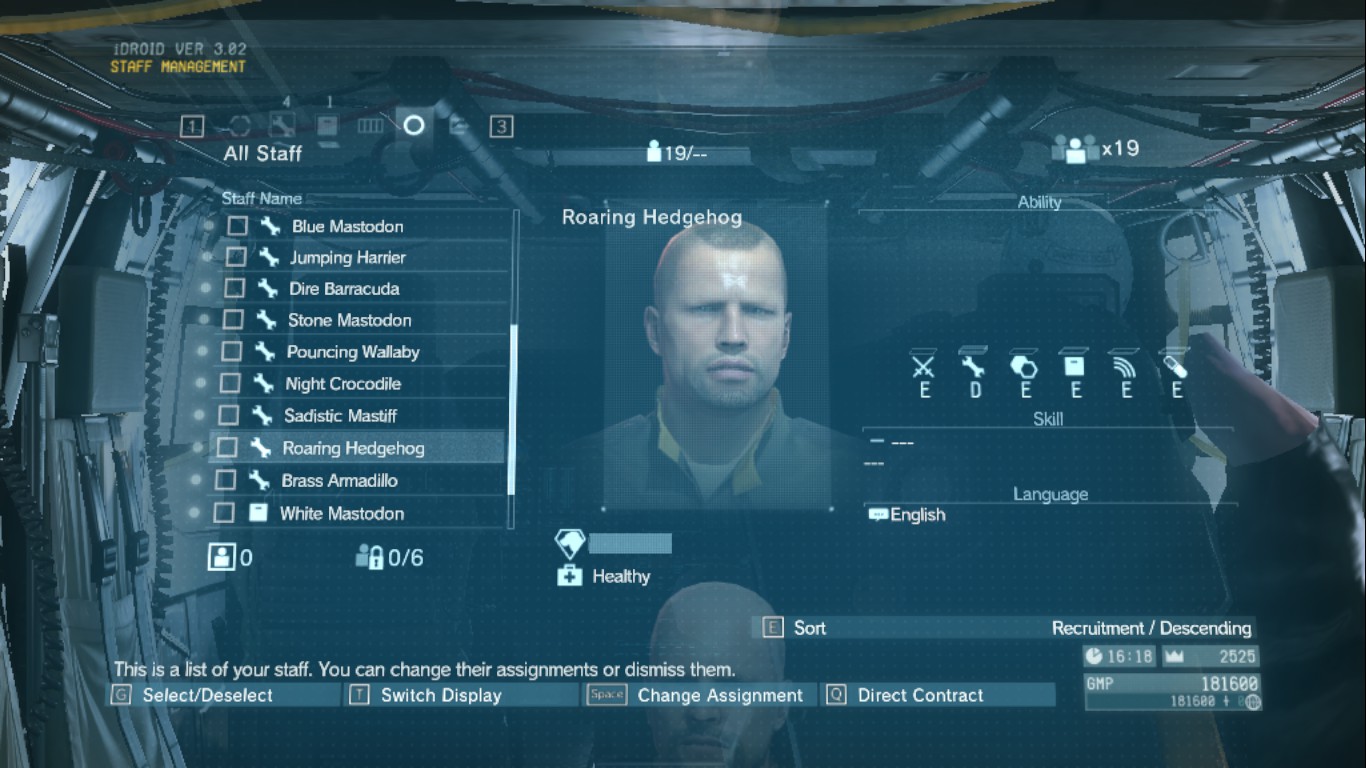 iDROID VER 3.02
STAFF MANAGEMENT
4 1
1 3
All Staff 19/-- x19
Staff Name
Blue Mastodon
Jumping Harrier
Dire Barracuda
Stone Mastodon
Pouncing Wallaby
Night Crocodile
Sadistic Mastiff
Roaring Hedgehog
Brass Armadillo
White Mastodon
0 0/6
Roaring Hedgehog
Healthy
Ability
E D E E E E
Skill
– ---
---
Language
English
E Sort Recruitment / Descending
This is a list of your staff. You can change their assignments or dismiss them.
G Select/Deselect T Switch Display Space Change Assignment Q Direct Contract
16:18 2525
GMP 181600
181600 + 0